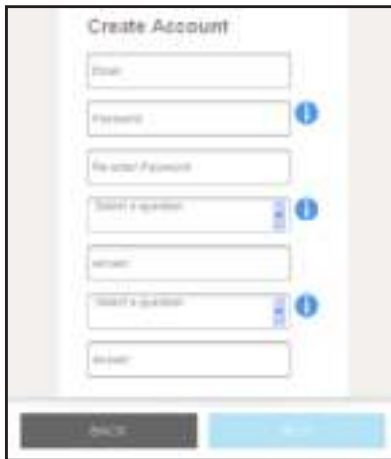 Create Account
Email
Password
Re-enter Password
Select a question
Answer
Select a question
Answer
BACK